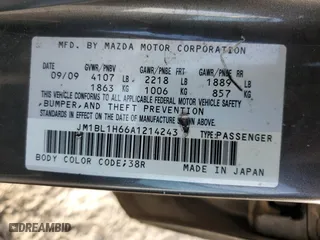 MFD. BY MAZDA MOTOR CORPORATION
GVWR/PNBV GAWR/PNBE FRT GAWR/PNBE RR
09/09 4107 LB 2218 LB 1889 LB
1863 KG 1006 KG 857 KG
THIS VEHICLE CONFORMS TO ALL APPLICABLE
FEDERAL MOTOR VEHICLE SAFETY,
BUMPER, AND THEFT PREVENTION
STANDARDS IN EFFECT ON THE DATE OF
MANUFACTURE SHOWN ABOVE.
JM1BL1H66A1214243 TYPE:PASSENGER
BODY COLOR CODE:38R MADE IN JAPAN
DREAMBID